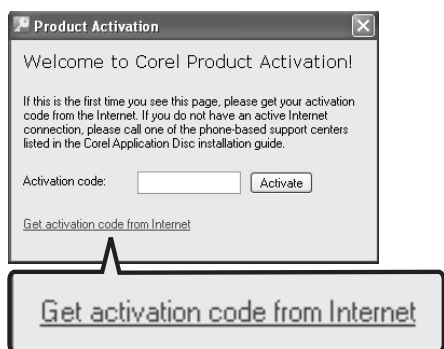 Product Activation
Welcome to Corel Product Activation!
If this is the first time you see this page, please get your activation
code from the Internet. If you do not have an active Internet
connection, please call one of the phone-based support centers
listed in the Corel Application Disc installation guide.
Activation code:
Activate
Get activation code from Internet
Get activation code from Internet